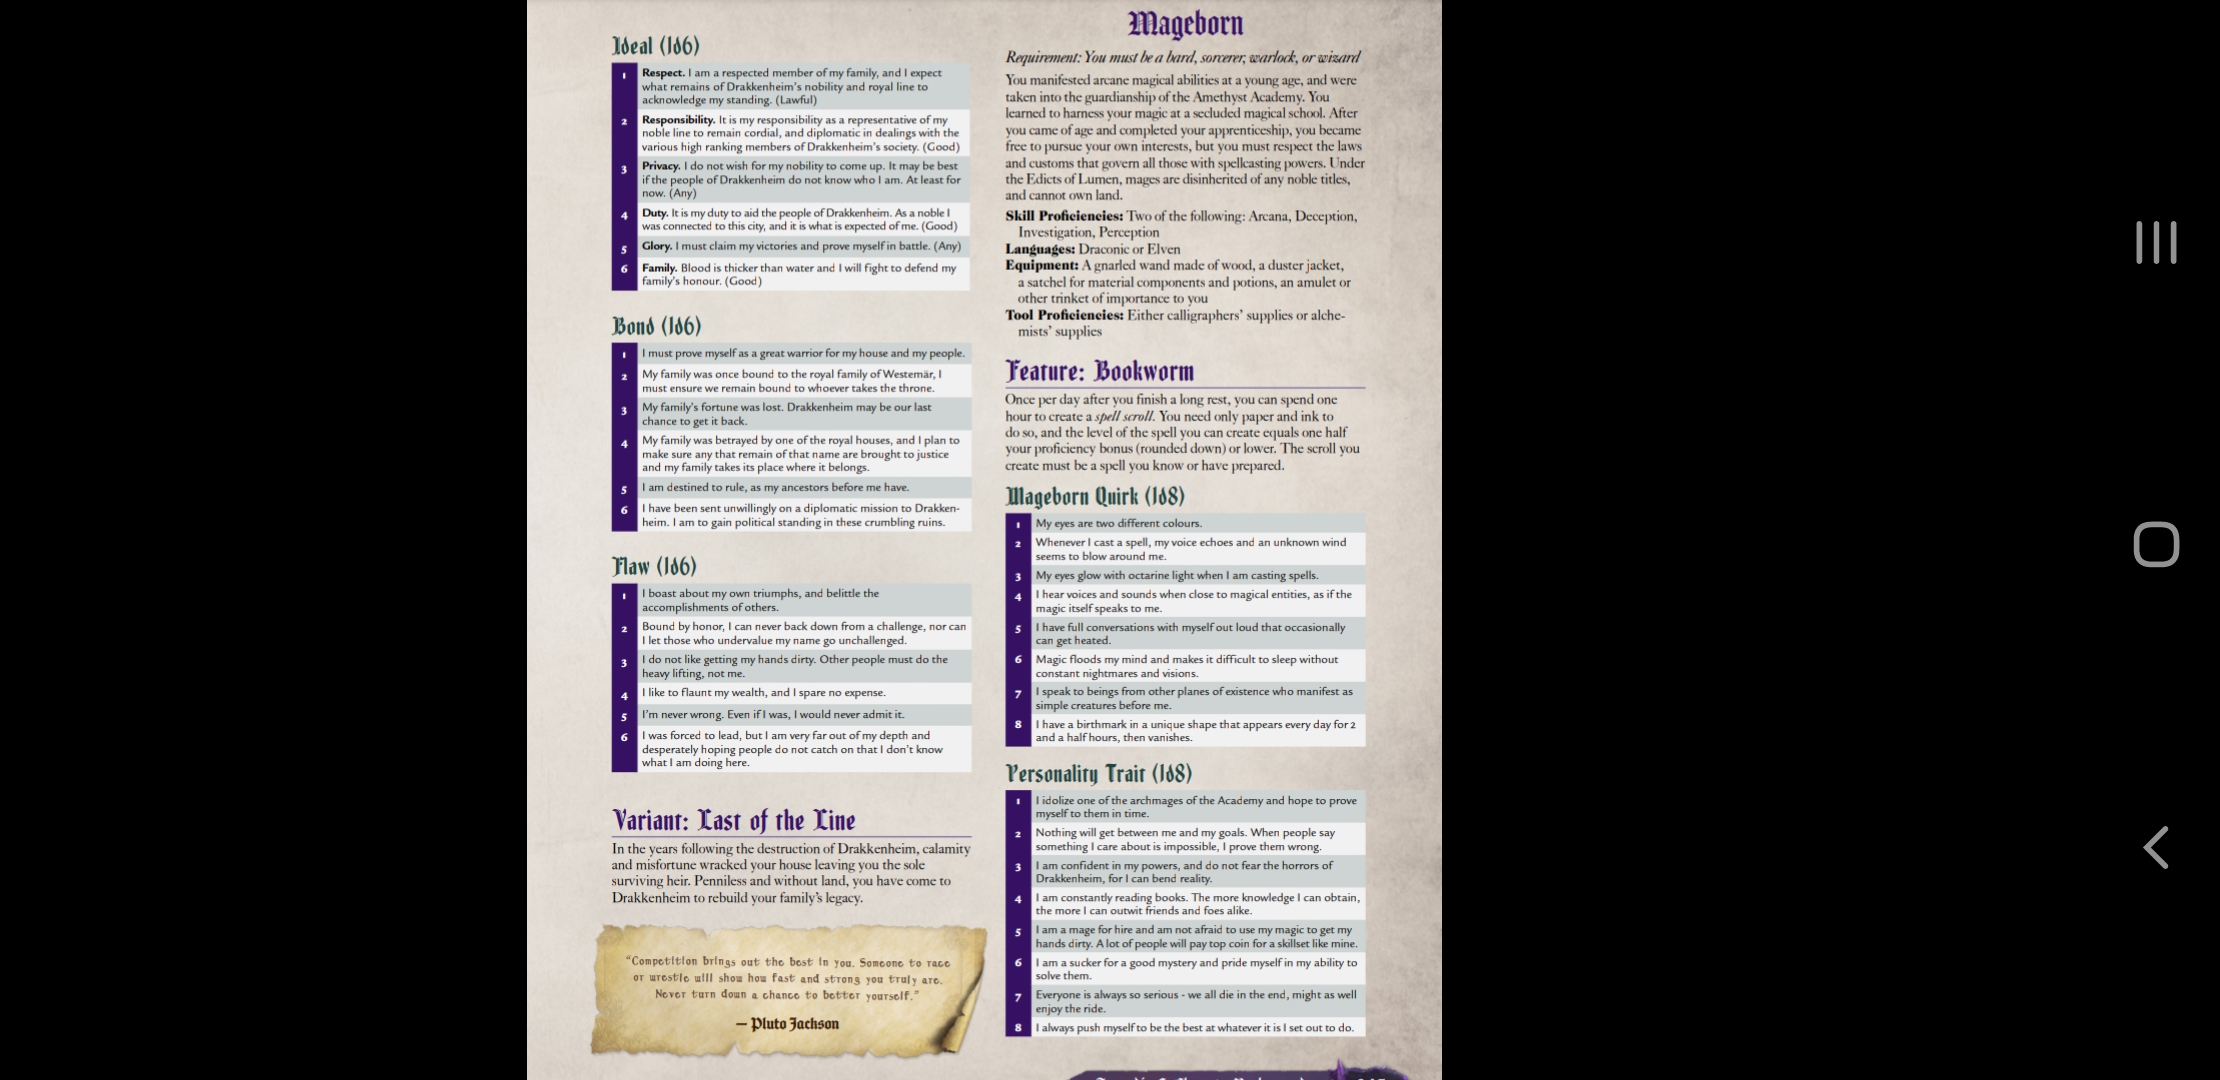 Ideal (1d6)
1 Respect. I am a respected member of my family, and I expect
what remains of Drakkenheim's nobility and royal line to
acknowledge my standing. (Lawful)
2 Responsibility. It is my responsibility as a representative of my
noble line to remain cordial, and diplomatic in dealings with the
various high ranking members of Drakkenheim's society. (Good)
3 Privacy. I do not wish for my nobility to come up. It may be best
if the people of Drakkenheim do not know who I am. At least for
now. (Any)
4 Duty. It is my duty to aid the people of Drakkenheim. As a noble I
was connected to this city, and it is what is expected of me. (Good)
5 Glory. I must claim my victories and prove myself in battle. (Any)
6 Family. Blood is thicker than water and I will fight to defend my
family's honour. (Good)
Bond (1d6)
1 I must prove myself as a great warrior for my house and my people.
2 My family was once bound to the royal family of Westemär, I
must ensure we remain bound to whoever takes the throne.
3 My family's fortune was lost. Drakkenheim may be our last
chance to get it back.
4 My family was betrayed by one of the royal houses, and I plan to
make sure any that remain of that name are brought to justice
and my family takes its place where it belongs.
5 I am destined to rule, as my ancestors before me have.
6 I have been sent unwillingly on a diplomatic mission to Drakken-
heim. I am to gain political standing in these crumbling ruins.
Flaw (1d6)
1 I boast about my own triumphs, and belittle the
accomplishments of others.
2 Bound by honor, I can never back down from a challenge, nor can
I let those who undervalue my name go unchallenged.
3 I do not like getting my hands dirty. Other people must do the
heavy lifting, not me.
4 I like to flaunt my wealth, and I spare no expense.
5 I'm never wrong. Even if I was, I would never admit it.
6 I was forced to lead, but I am very far out of my depth and
desperately hoping people do not catch on that I don't know
what I am doing here.
Variant: Last of the Line
In the years following the destruction of Drakkenheim, calamity
and misfortune wracked your house leaving you the sole
surviving heir. Penniless and without land, you have come to
Drakkenheim to rebuild your family's legacy.
"Competition brings out the best in you. Someone to race
or wrestle will show how fast and strong you truly are.
Never turn down a chance to better yourself."
— Pluto Jackson
Mageborn
Requirement: You must be a bard, sorcerer, warlock, or wizard
You manifested arcane magical abilities at a young age, and were
taken into the guardianship of the Amethyst Academy. You
learned to harness your magic at a secluded magical school. After
you came of age and completed your apprenticeship, you became
free to pursue your own interests, but you must respect the laws
and customs that govern all those with spellcasting powers. Under
the Edicts of Lumen, mages are disinherited of any noble titles,
and cannot own land.
Skill Proficiencies: Two of the following: Arcana, Deception,
Investigation, Perception
Languages: Draconic or Elven
Equipment: A gnarled wand made of wood, a duster jacket,
a satchel for material components and potions, an amulet or
other trinket of importance to you
Tool Proficiencies: Either calligraphers' supplies or alche-
mists' supplies
Feature: Bookworm
Once per day after you finish a long rest, you can spend one
hour to create a spell scroll. You need only paper and ink to
do so, and the level of the spell you can create equals one half
your proficiency bonus (rounded down) or lower. The scroll you
create must be a spell you know or have prepared.
Mageborn Quirk (1d8)
1 My eyes are two different colours.
2 Whenever I cast a spell, my voice echoes and an unknown wind
seems to blow around me.
3 My eyes glow with octarine light when I am casting spells.
4 I hear voices and sounds when close to magical entities, as if the
magic itself speaks to me.
5 I have full conversations with myself out loud that occasionally
can get heated.
6 Magic floods my mind and makes it difficult to sleep without
constant nightmares and visions.
7 I speak to beings from other planes of existence who manifest as
simple creatures before me.
8 I have a birthmark in a unique shape that appears every day for 2
and a half hours, then vanishes.
Personality Trait (1d8)
1 I idolize one of the archmages of the Academy and hope to prove
myself to them in time.
2 Nothing will get between me and my goals. When people say
something I care about is impossible, I prove them wrong.
3 I am confident in my powers, and do not fear the horrors of
Drakkenheim, for I can bend reality.
4 I am constantly reading books. The more knowledge I can obtain,
the more I can outwit friends and foes alike.
5 I am a mage for hire and am not afraid to use my magic to get my
hands dirty. A lot of people will pay top coin for a skillset like mine.
6 I am a sucker for a good mystery and pride myself in my ability to
solve them.
7 Everyone is always so serious - we all die in the end, might as well
enjoy the ride.
8 I always push myself to be the best at whatever it is I set out to do.